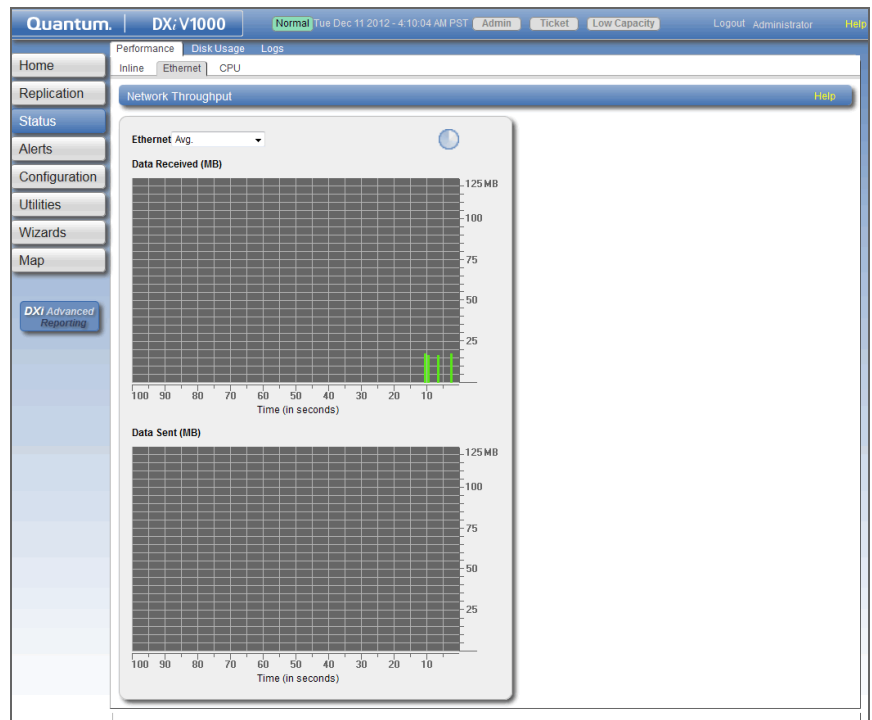 Quantum. DXi V1000 Normal Tue Dec 11 2012 - 4:10:04 AM PST Admin Ticket Low Capacity Logout Administrator Help
Performance Disk Usage Logs
Inline Ethernet CPU
Home
Replication
Status
Alerts
Configuration
Utilities
Wizards
Map
DXi Advanced
Reporting
Network Throughput Help
Ethernet Avg.
Data Received (MB)
125 MB
100
75
50
25
100 90 80 70 60 50 40 30 20 10
Time (in seconds)
Data Sent (MB)
125 MB
100
75
50
25
100 90 80 70 60 50 40 30 20 10
Time (in seconds)